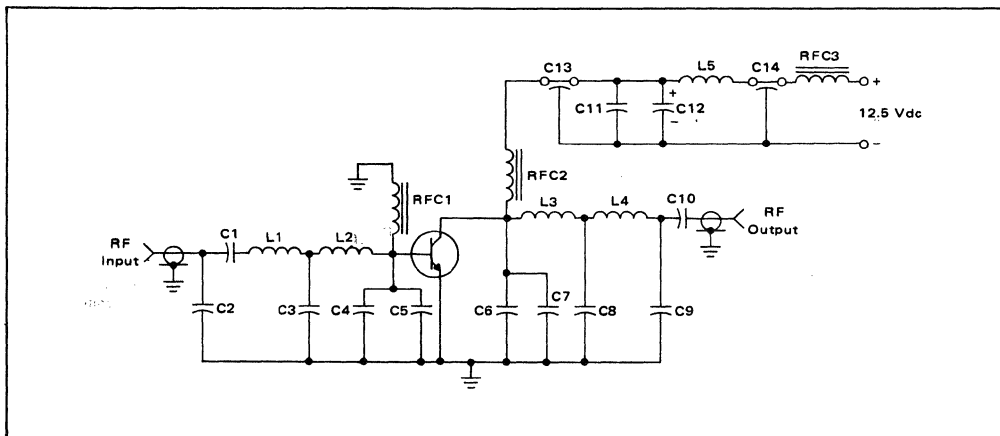 RFC3
C13
L5
C14
+
C11
+
C12
−
12.5 Vdc
−
RFC2
RFC1
L3
L4
C10
RF
Output
RF
Input
C1
L1
L2
C2
C3
C4
C5
C6
C7
C8
C9